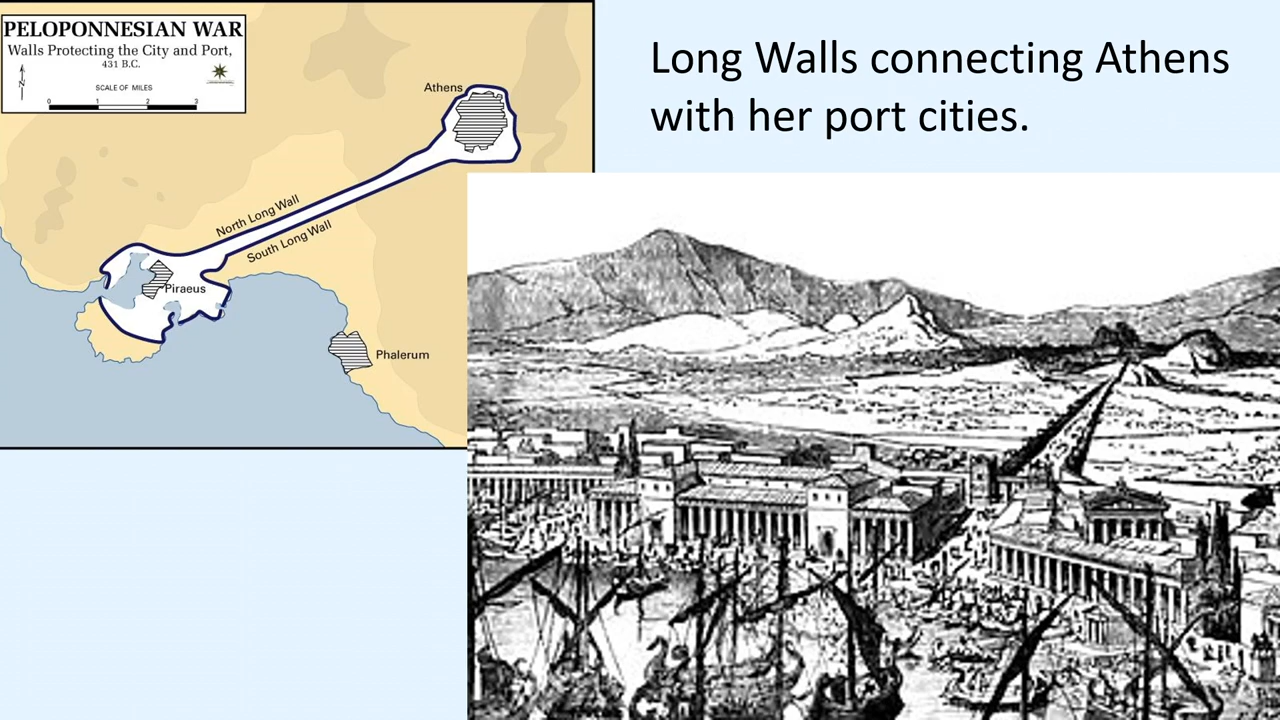 PELOPONNESIAN WAR
Walls Protecting the City and Port,
431 B.C.
N
SCALE OF MILES
0 1 2 3
Athens
North Long Wall
South Long Wall
Piraeus
Phalerum
Long Walls connecting Athens
with her port cities.